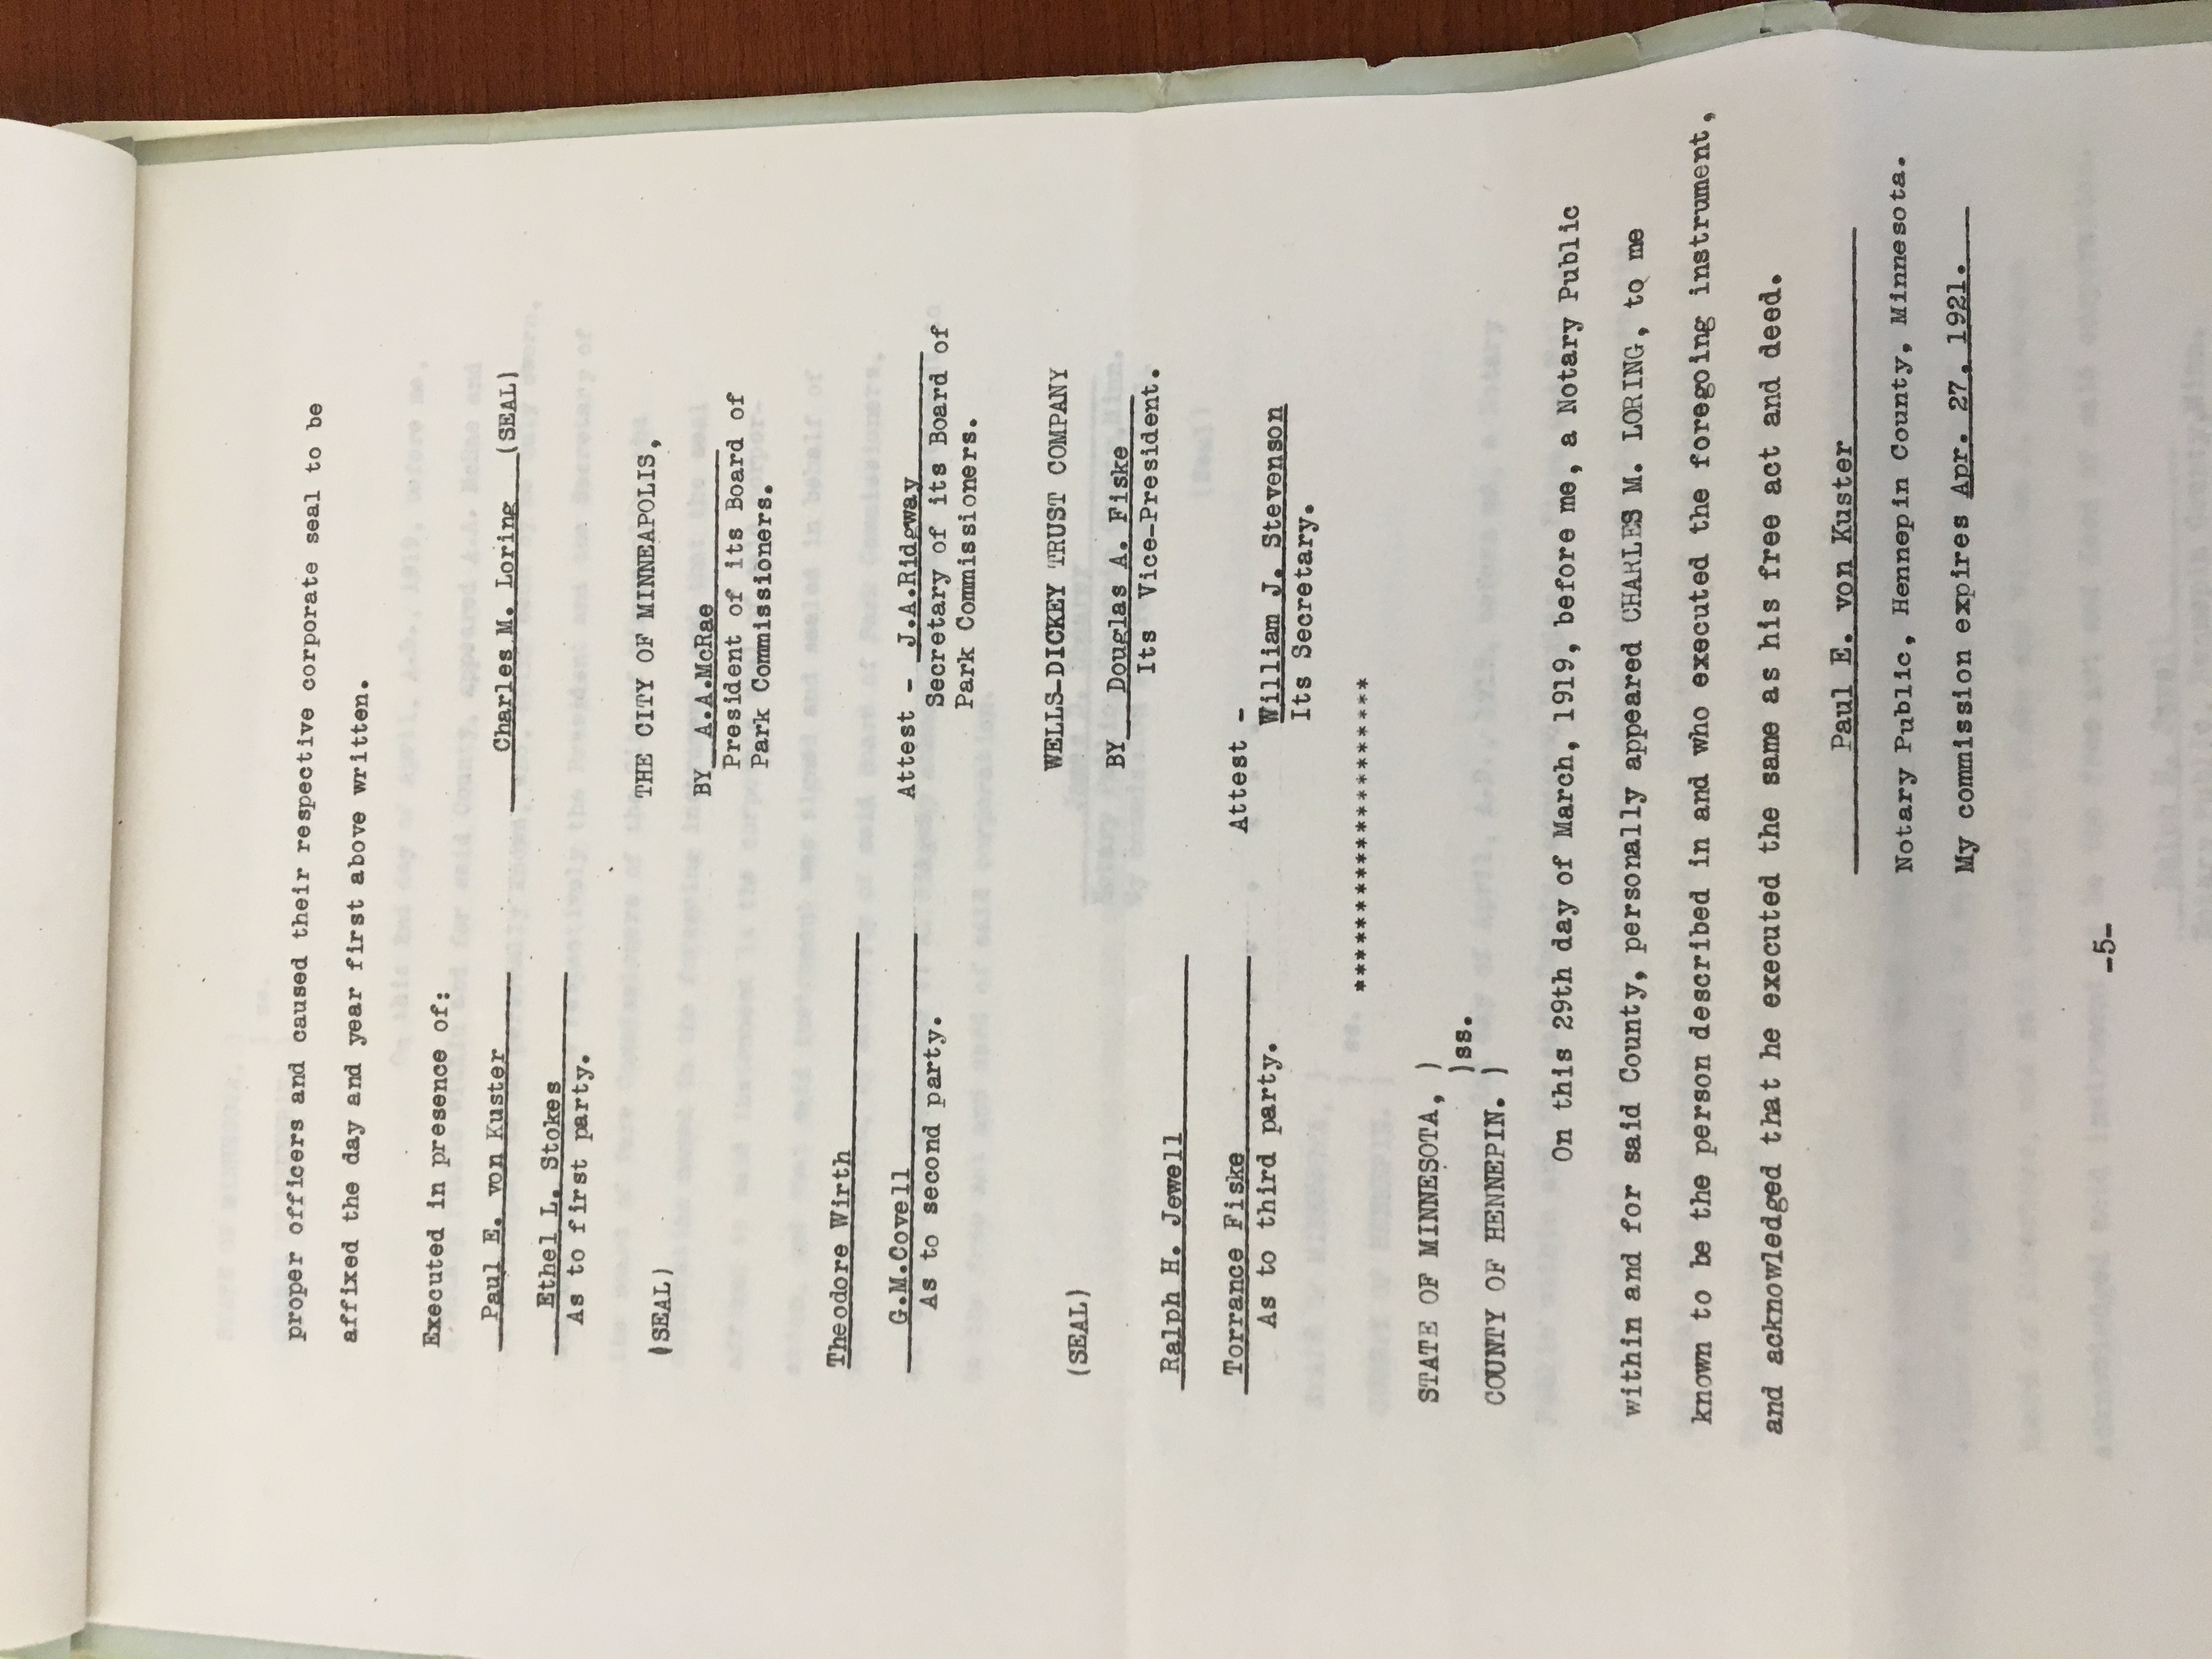 proper officers and caused their respective corporate seal to be
affixed the day and year first above written.
Executed in presence of:
Paul E. von Kuster
Charles M. Loring (SEAL)
Ethel L. Stokes
As to first party.
THE CITY OF MINNEAPOLIS,
(SEAL)
BY A.A.McRae
President of its Board of
Park Commissioners.
Theodore Wirth
G.M.Covell
As to second party.
Attest - J.A.Ridgway
Secretary of its Board of
Park Commissioners.
WELLS-DICKEY TRUST COMPANY
(SEAL)
BY Douglas A. Fiske
Its Vice-President.
Ralph H. Jewell
Torrance Fiske
As to third party.
Attest -
William J. Stevenson
Its Secretary.
********************
STATE OF MINNESOTA, )
)ss.
COUNTY OF HENNEPIN. )
On this 29th day of March, 1919, before me, a Notary Public
within and for said County, personally appeared CHARLES M. LORING, to me
known to be the person described in and who executed the foregoing instrument,
and acknowledged that he executed the same as his free act and deed.
Paul E. von Kuster
Notary Public, Hennepin County, Minnesota.
My commission expires Apr. 27, 1921.
-5-